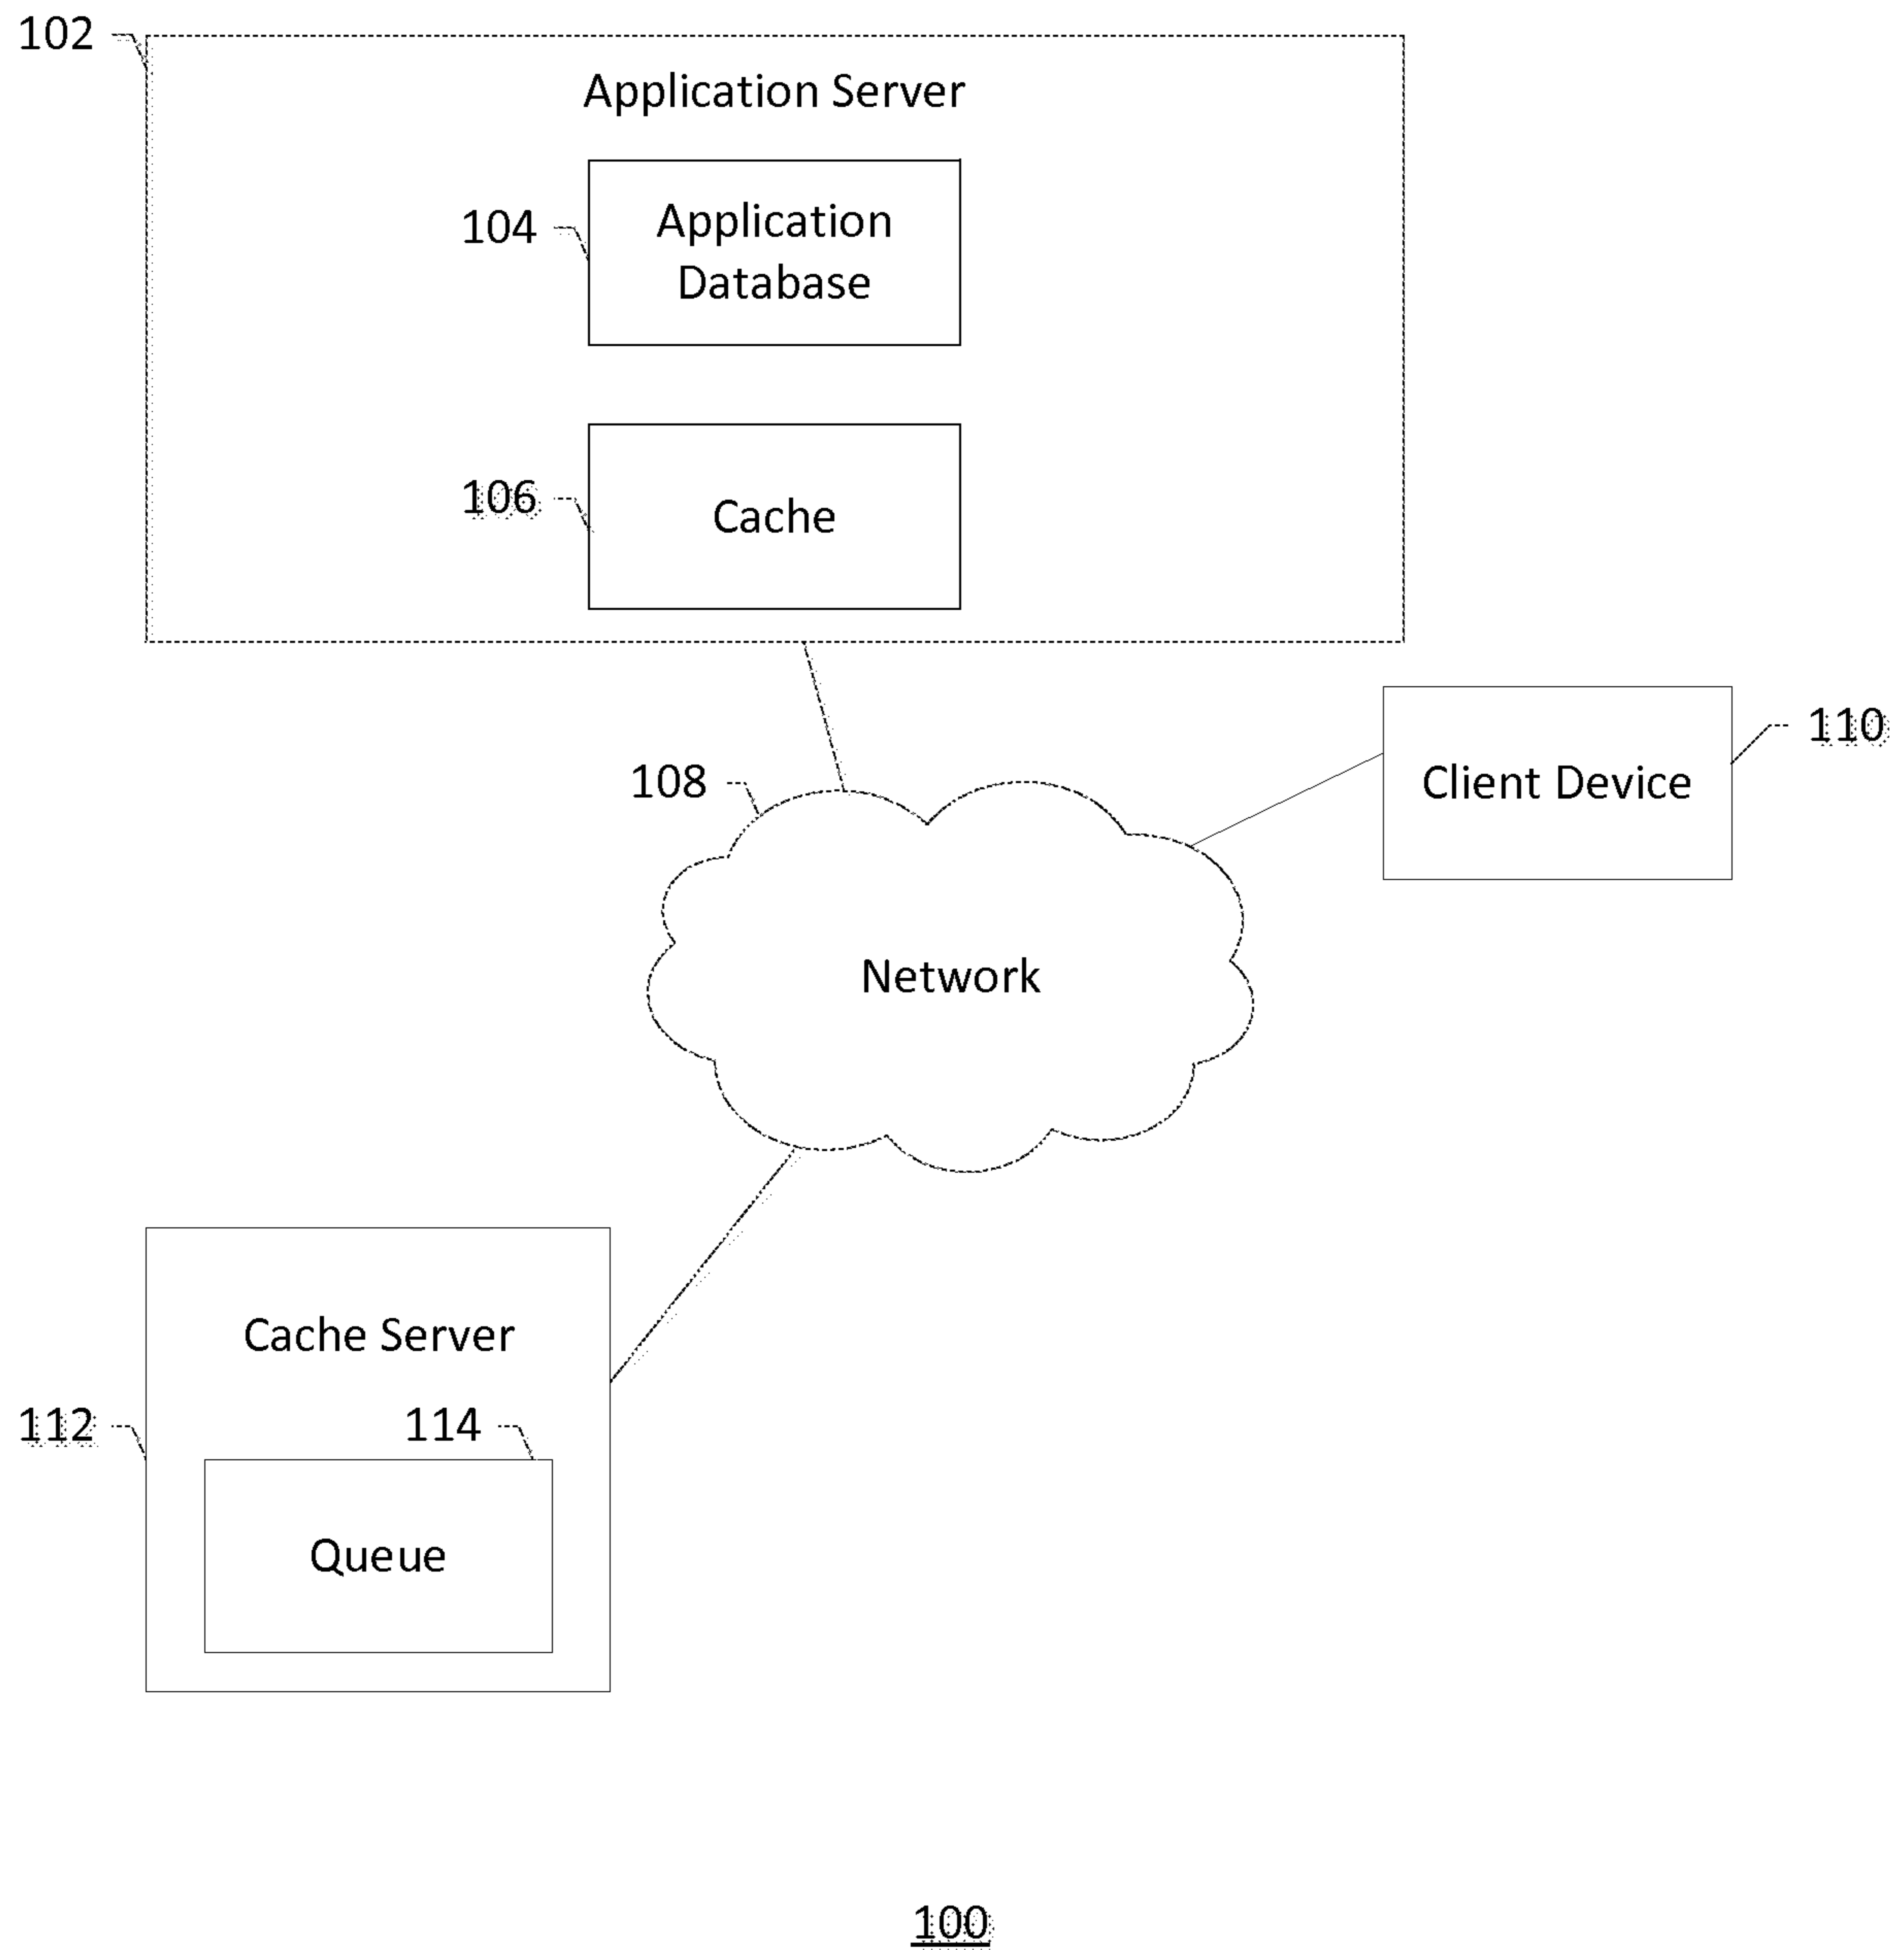 102
Application Server
104
Application
Database
106
Cache
108
110
Client Device
Network
Cache Server
112
114
Queue
100